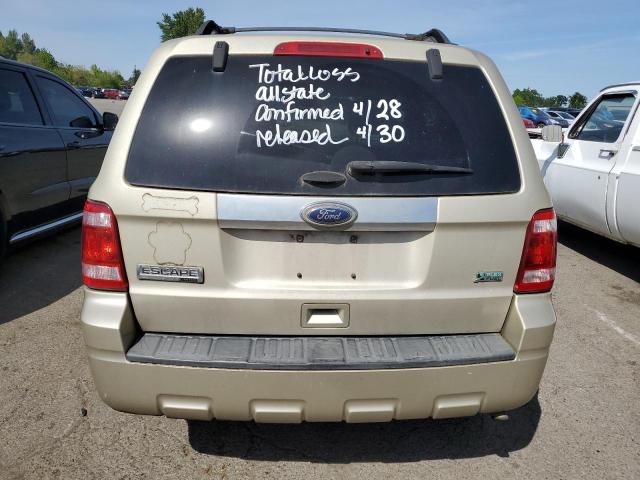 Total Loss
allstate
Confirmed 4/28
released 4/30
Ford
ESCAPE